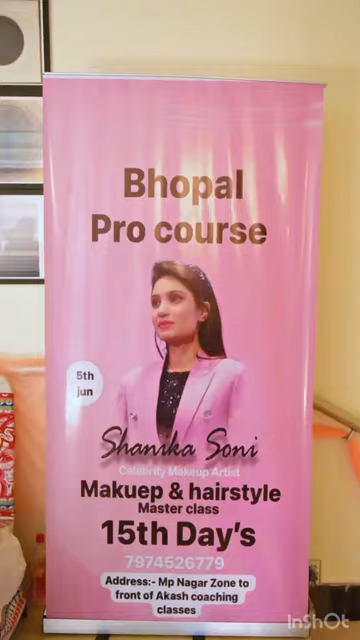 Bhopal
Pro course
5th
jun
Shanika Soni
Celebrity Makeup Artist
Makuep & hairstyle
Master class
15th Day's
7974526779
Address:- Mp Nagar Zone to
front of Akash coaching
classes
InShOt